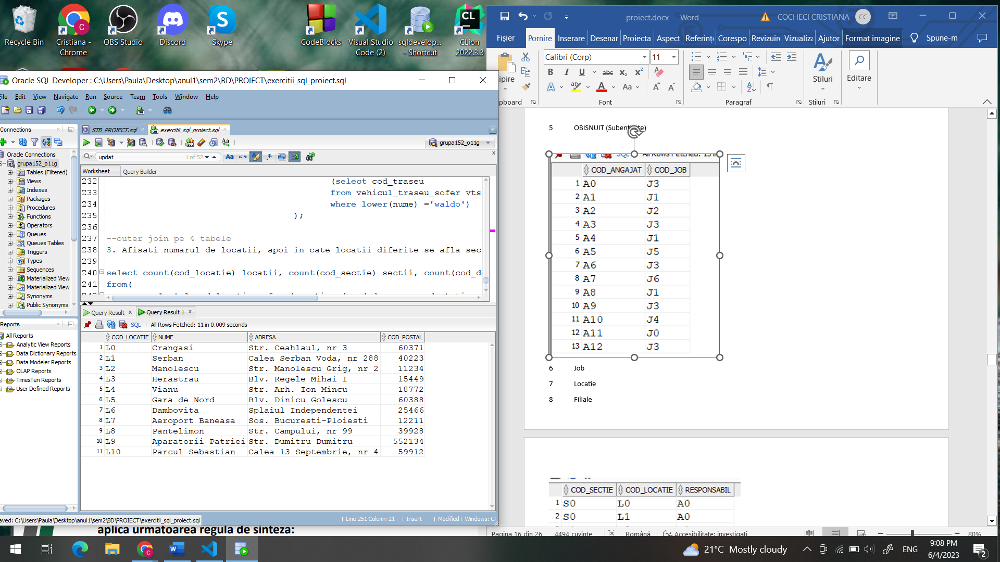 Recycle Bin
Cristiana - Chrome
OBS Studio
Discord
Skype
CodeBlocks
Visual Studio Code (2)
sqldevelop... - Shortcut
CLion 2022.3.3
Oracle SQL Developer : C:\Users\Paula\Desktop\anul1\sem2\BD\PROIECT\exercitii_sql_proiect.sql
Edit View Navigate Run Source Team Tools Window Help
Connections
STB_PROIECT.sql
exercitii_sql_proiect.sql
grupa152_o11g
updat
1 of 52
Worksheet Query Builder
Oracle Connections
grupa152_o11g
Tables (Filtered)
Views
Indexes
Packages
Procedures
Functions
Operators
Queues
Queues Tables
Triggers
Types
Sequences
Materialized View
Materialized View
Synonyms
Public Synonyms
232 (select cod_traseu
233 from vehicul_traseu_sofer vts
234 where lower(nume) ='waldo')
235 );
236
237 --outer join pe 4 tabele
238 3. Afisati numarul de locatii, apoi in cate locatii diferite se afla sec
239
240 select count(cod_locatie) locatii, count(cod_sectie) sectii, count(cod_d
241 from(
Reports
All Reports
Analytic View Reports
Data Dictionary Reports
Data Modeler Reports
OLAP Reports
TimesTen Reports
User Defined Reports
Query Result
Query Result 1
SQL
All Rows Fetched: 11 in 0.009 seconds
COD_LOCATIE NUME ADRESA COD_POSTAL
1 L0 Crangasi Str. Ceahlaul, nr 3 60371
2 L1 Serban Calea Serban Voda, nr 288 40223
3 L2 Manolescu Str. Manolescu Grig, nr 2 11234
4 L3 Herastrau Blv. Regele Mihai I 15449
5 L4 Vianu Str. Arh. Ion Mincu 18772
6 L5 Gara de Nord Blv. Dinicu Golescu 60388
7 L6 Dambovita Splaiul Independentei 25466
8 L7 Aeroport Baneasa Sos. Bucuresti-Ploiesti 12211
9 L8 Pantelimon Str. Campului, nr 99 39928
10 L9 Aparatorii Patriei Str. Dumitru Dumitru 552134
11 L10 Parcul Sebastian Calea 13 Septembrie, nr 4 59912
aved: C:\Users\Paula\Desktop\anul1\sem2\BD\PROIECT\exercitii_sql_proiect.sql
Line 251 Column 21 | Insert | Modified | Windows: CF
aplica urmatoarea regula de sinteza:
proiect.docx - Word
COCHECI CRISTIANA
CC
Fișier Pornire Inserare Desenar Proiecta Aspect Referinț Corespo Revizuir Vizualiza Ajutor Format imagine Spune-m
Calibri (Corp) 11
Stiluri
Editare
Font
Paragraf
Stiluri
5 OBISNUIT (Subentitate)
COD_ANGAJAT COD_JOB
1 A0 J3
2 A1 J1
3 A2 J2
4 A3 J3
5 A4 J1
6 A5 J5
7 A6 J3
8 A7 J6
9 A8 J1
10 A9 J3
11 A10 J4
12 A11 J0
13 A12 J3
6 Job
7 Locatie
8 Filiale
COD_SECTIE COD_LOCATIE RESPONSABIL
1 S0 L0 A0
2 S0 L1 A0
Pagina 16 din 26
4494 cuvinte
Română
Accesibilitate: investigați
80%
21°C Mostly cloudy
ENG
9:08 PM
6/4/2023
2